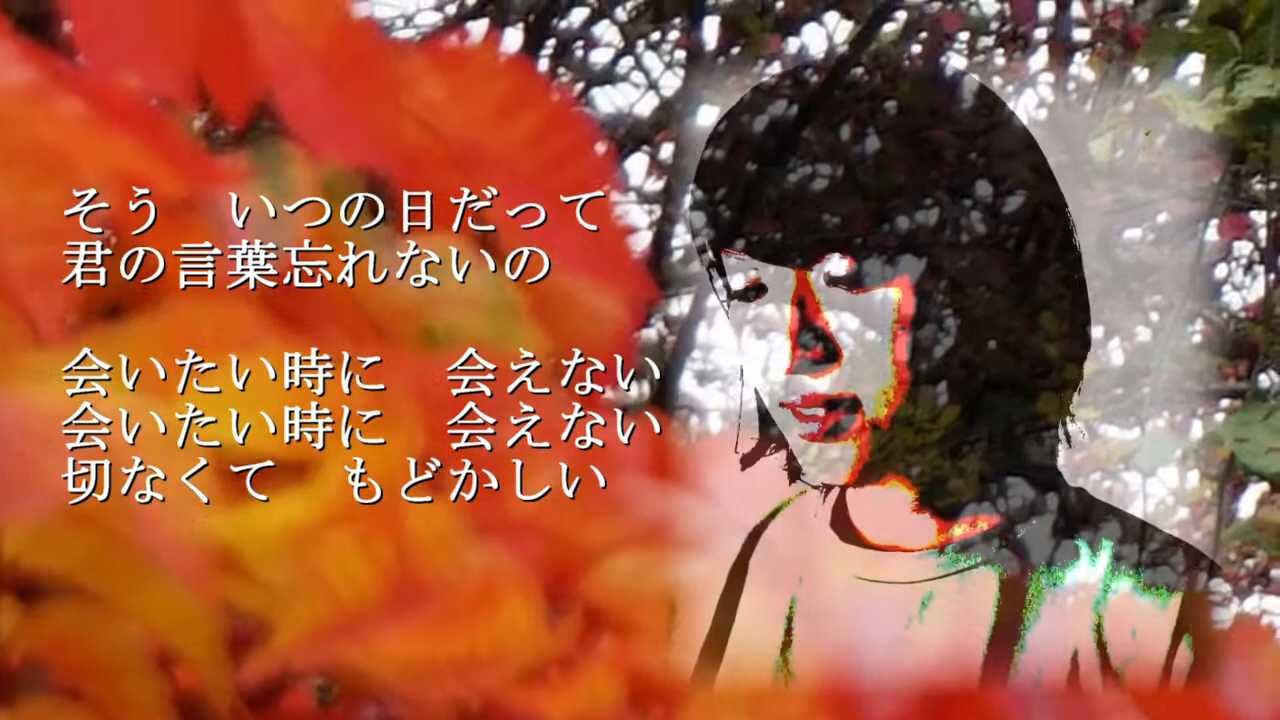 そう　いつの日だって
君の言葉忘れないの
会いたい時に　会えない
会いたい時に　会えない
切なくて　もどかしい